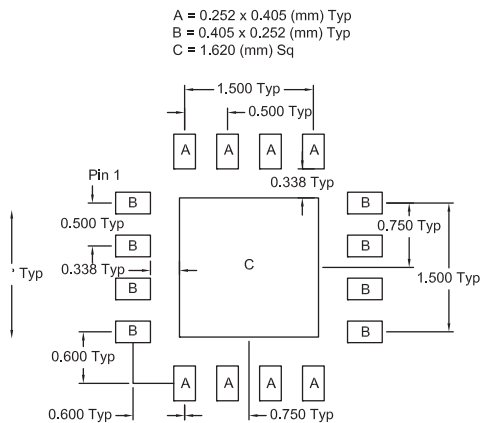 A = 0.252 x 0.405 (mm) Typ
B = 0.405 x 0.252 (mm) Typ
C = 1.620 (mm) Sq
1.500 Typ
0.500 Typ
A A A A
Pin 1
0.338 Typ
B B
0.500 Typ
0.750 Typ
B B
Typ
0.338 Typ
C
1.500 Typ
B B
B B
0.600 Typ
A A A A
0.600 Typ
0.750 Typ